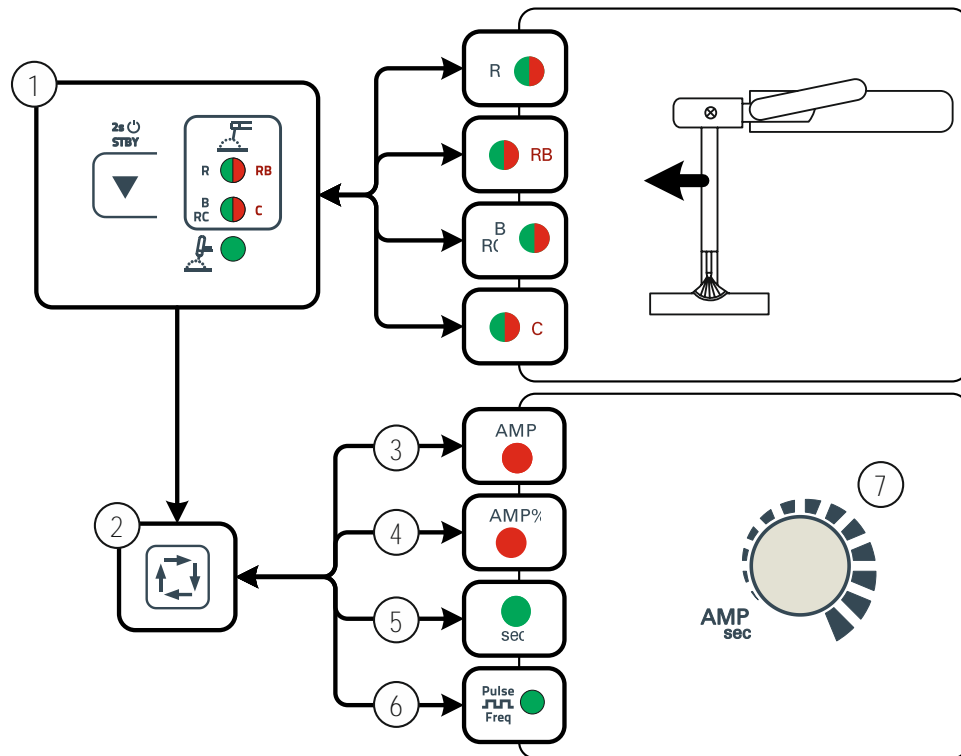 1
2s
STBY
R RB
B
RC C
R
RB
B
RC
C
2
3
AMP
4
AMP%
5
sec
6
Pulse
Freq
7
AMP
sec